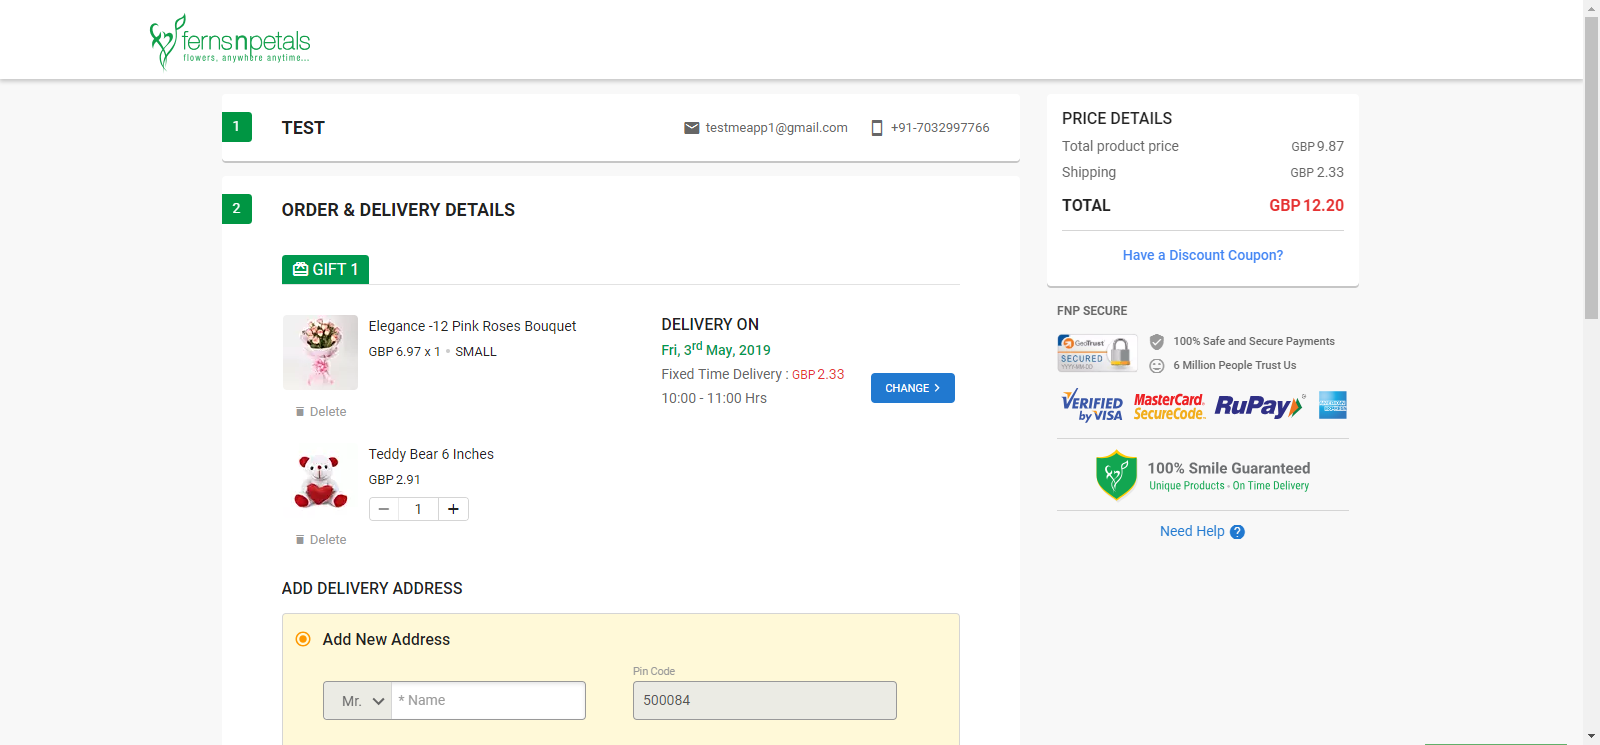 fernsnpetals
flowers, anywhere anytime...
1 TEST testmeapp1@gmail.com +91-7032997766
2 ORDER & DELIVERY DETAILS
GIFT 1
Elegance -12 Pink Roses Bouquet
GBP 6.97 x 1 • SMALL
Delete
DELIVERY ON
Fri, 3rd May, 2019
Fixed Time Delivery : GBP 2.33
10:00 - 11:00 Hrs
CHANGE
Teddy Bear 6 Inches
GBP 2.91
− 1 +
Delete
ADD DELIVERY ADDRESS
Add New Address
Pin Code
Mr. * Name 500084
PRICE DETAILS
Total product price GBP 9.87
Shipping GBP 2.33
TOTAL GBP 12.20
Have a Discount Coupon?
FNP SECURE
GeoTrust
SECURED
YYYY-MM-DD
100% Safe and Secure Payments
6 Million People Trust Us
VERIFIED
by VISA
MasterCard.
SecureCode.
RuPay
100% Smile Guaranteed
Unique Products • On Time Delivery
Need Help ?